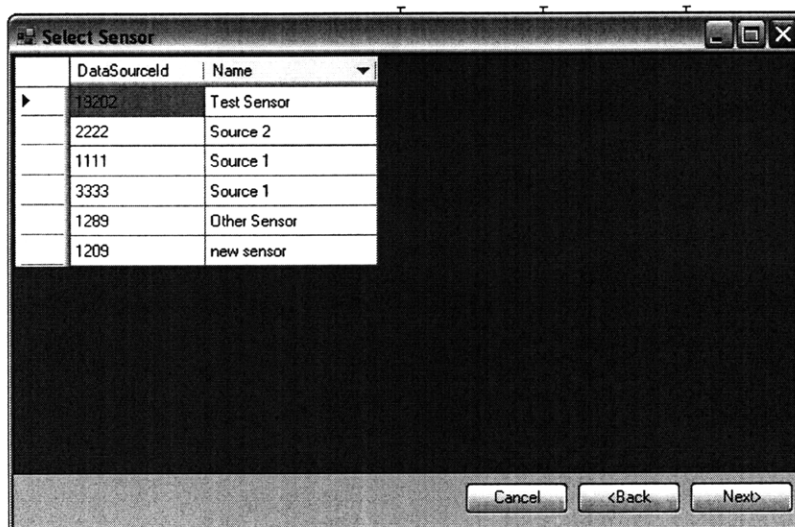 Select Sensor
DataSourceId Name
13202 Test Sensor
2222 Source 2
1111 Source 1
3333 Source 1
1289 Other Sensor
1209 new sensor
Cancel <Back Next>